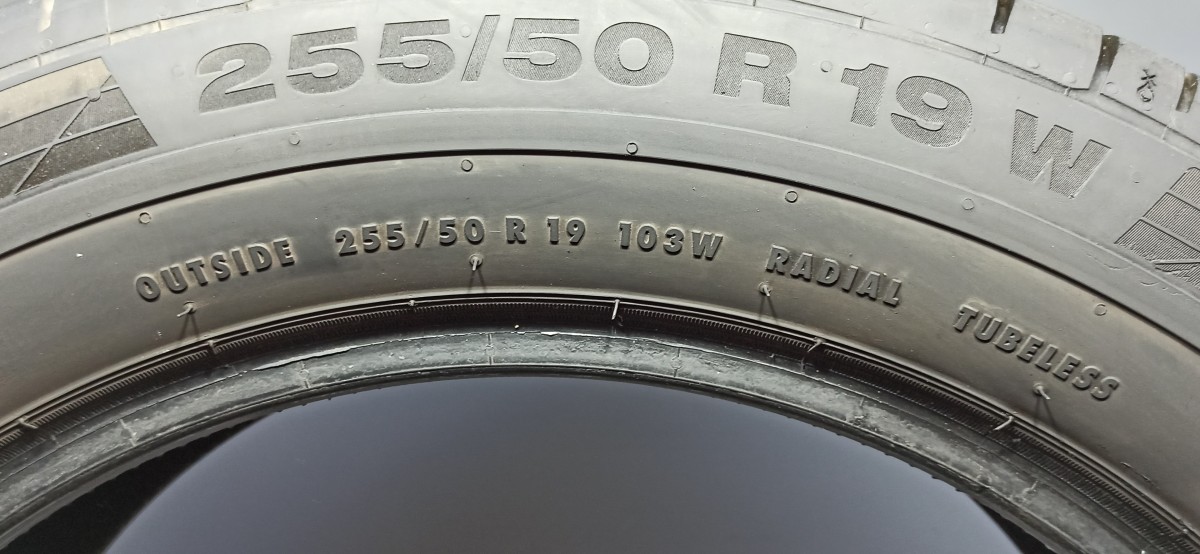 255/50 R 19 W
OUTSIDE 255/50 R 19 103W RADIAL TUBELESS